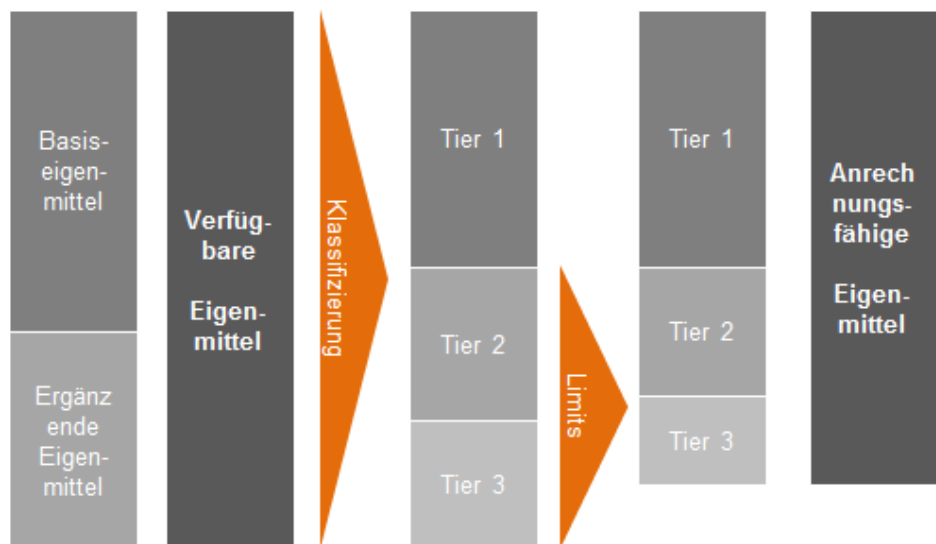 Basis-
eigen-
mittel
Ergänz
ende
Eigen-
mittel
Verfüg-
bare
Eigen-
mittel
Klassifizierung
Tier 1
Tier 2
Tier 3
Limits
Tier 1
Tier 2
Tier 3
Anrech
nungs-
fähige
Eigen-
mittel